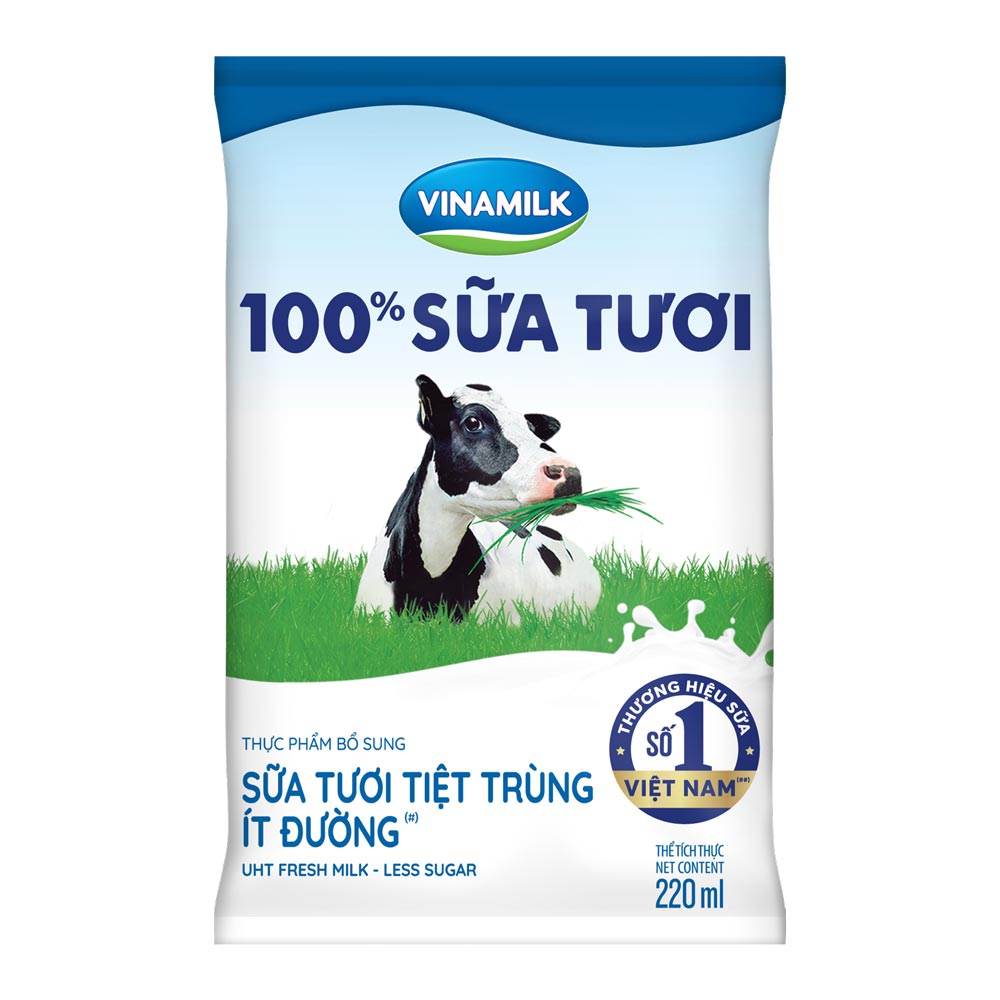 VINAMILK
100% SỮA TƯƠI
THỰC PHẨM BỔ SUNG
SỮA TƯƠI TIỆT TRÙNG
ÍT ĐƯỜNG(#)
UHT FRESH MILK - LESS SUGAR
THƯƠNG HIỆU SỮA
SỐ 1
VIỆT NAM(##)
THỂ TÍCH THỰC
NET CONTENT
220 ml